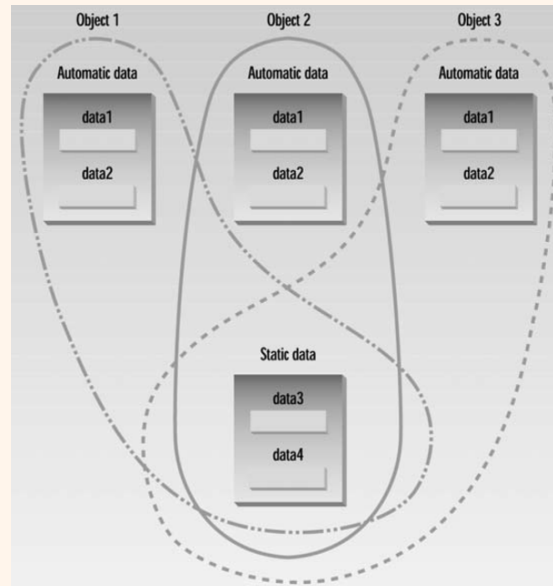 Object 1 Object 2 Object 3
Automatic data Automatic data Automatic data
data1 data1 data1
data2 data2 data2
Static data
data3
data4